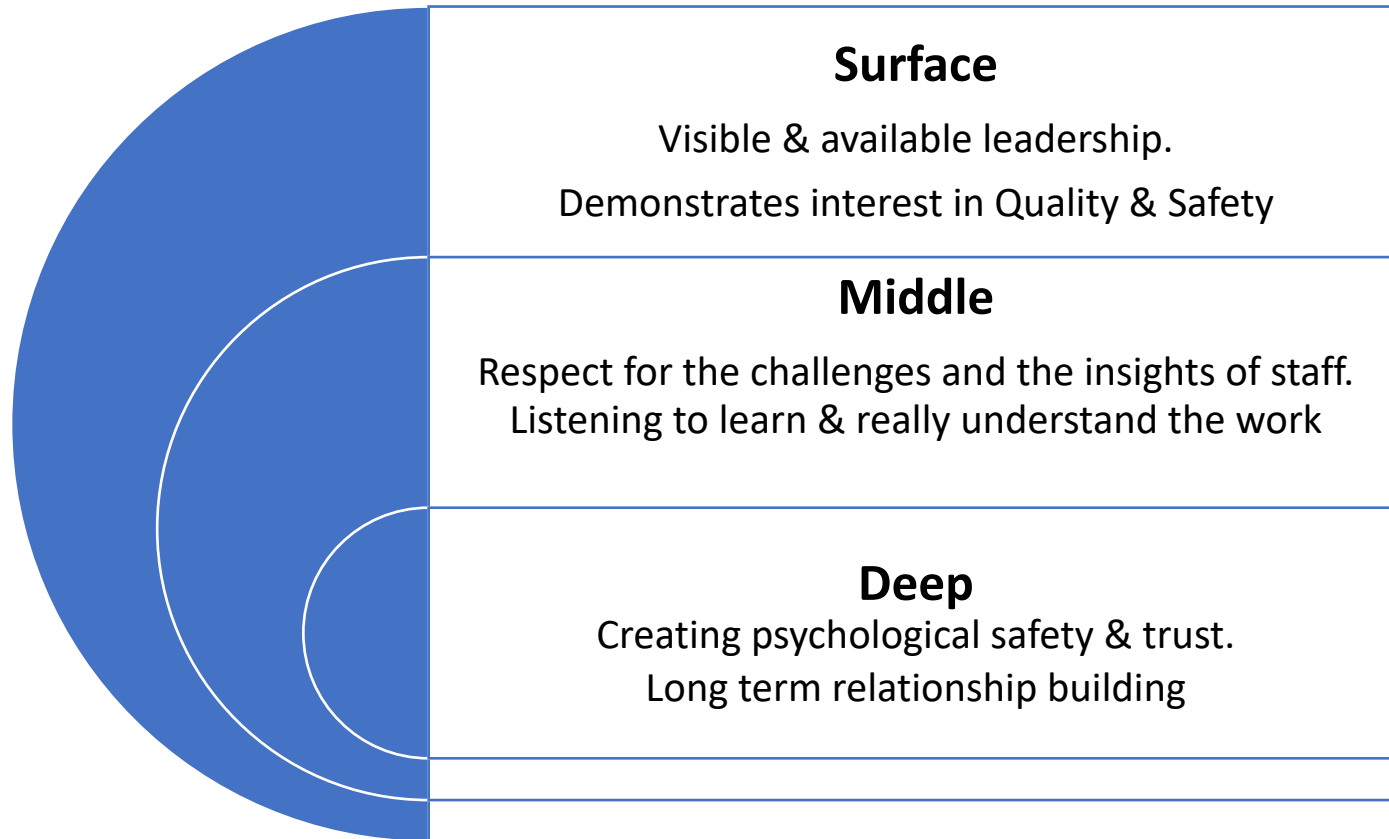 Surface
Visible & available leadership.
Demonstrates interest in Quality & Safety
Middle
Respect for the challenges and the insights of staff.
Listening to learn & really understand the work
Deep
Creating psychological safety & trust.
Long term relationship building